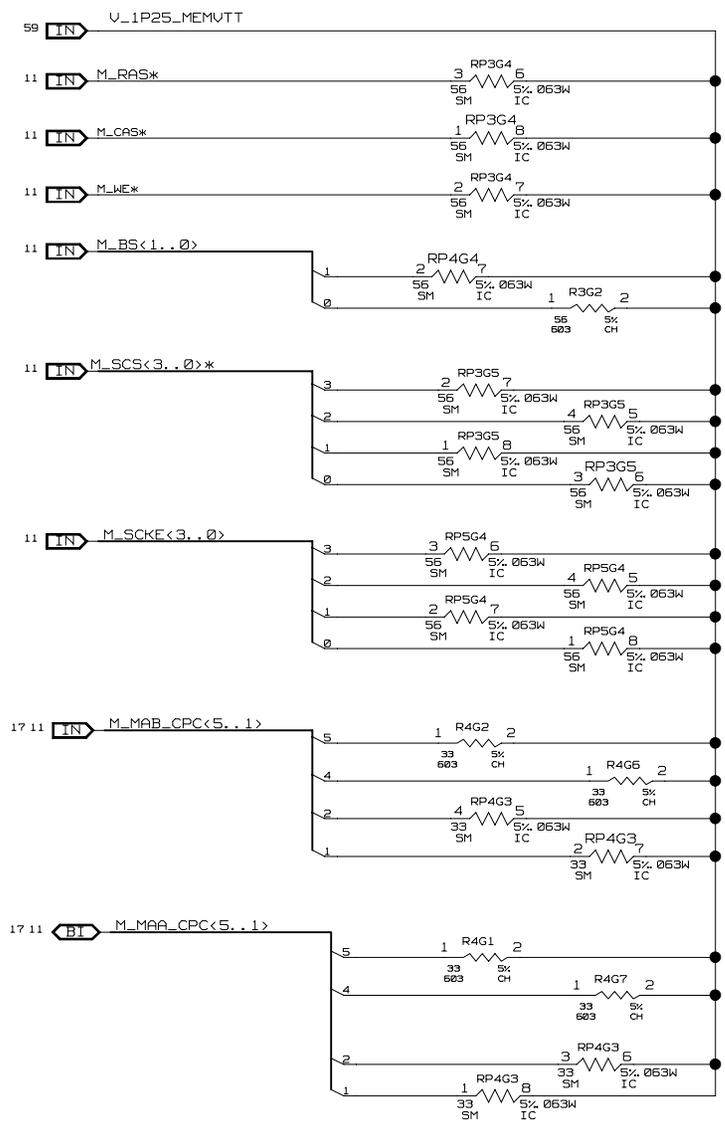 V_1P25_MEMVTT
59 IN
11 IN M_RAS* 3 RP3G4 6
56 5%.063W
SM IC
11 IN M_CAS* 1 RP3G4 8
56 5%.063W
SM IC
11 IN M_WE* 2 RP3G4 7
56 5%.063W
SM IC
11 IN M_BS<1..0>
1 2 RP4G4 7
56 5%.063W
SM IC
0 1 R3G2 2
56 5%
603 CH
11 IN M_SCS<3..0>*
3 2 RP3G5 7
56 5%.063W
SM IC
2 4 RP3G5 5
56 5%.063W
SM IC
1 1 RP3G5 8
56 5%.063W
SM IC
0 3 RP3G5 6
56 5%.063W
SM IC
11 IN M_SCKE<3..0>
3 3 RP5G4 6
56 5%.063W
SM IC
2 4 RP5G4 5
56 5%.063W
SM IC
1 2 RP5G4 7
56 5%.063W
SM IC
0 1 RP5G4 8
56 5%.063W
SM IC
17 11 IN M_MAB_CPC<5..1>
5 1 R4G2 2
33 5%
603 CH
4 1 R4G6 2
33 5%
603 CH
2 4 RP4G3 5
33 5%.063W
SM IC
1 2 RP4G3 7
33 5%.063W
SM IC
17 11 BI M_MAA_CPC<5..1>
5 1 R4G1 2
33 5%
603 CH
4 1 R4G7 2
33 5%
603 CH
2 3 RP4G3 6
33 5%.063W
SM IC
1 1 RP4G3 8
33 5%.063W
SM IC